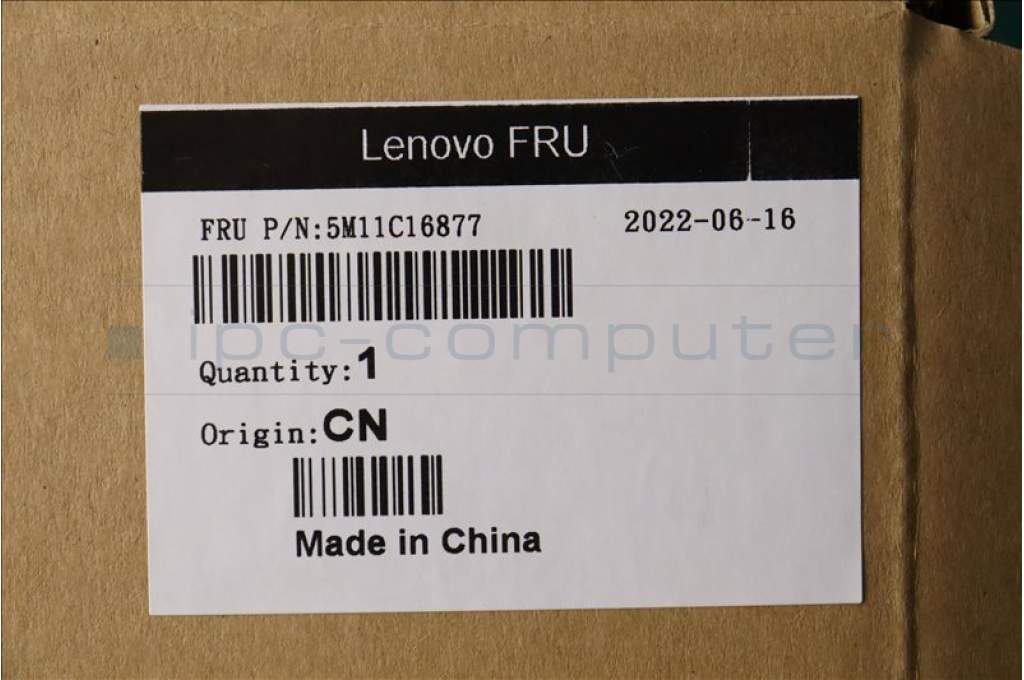 Lenovo FRU
FRU P/N:5M11C16877 2022-06-16
ipc-computer
Quantity:1
Origin:CN
Made in China